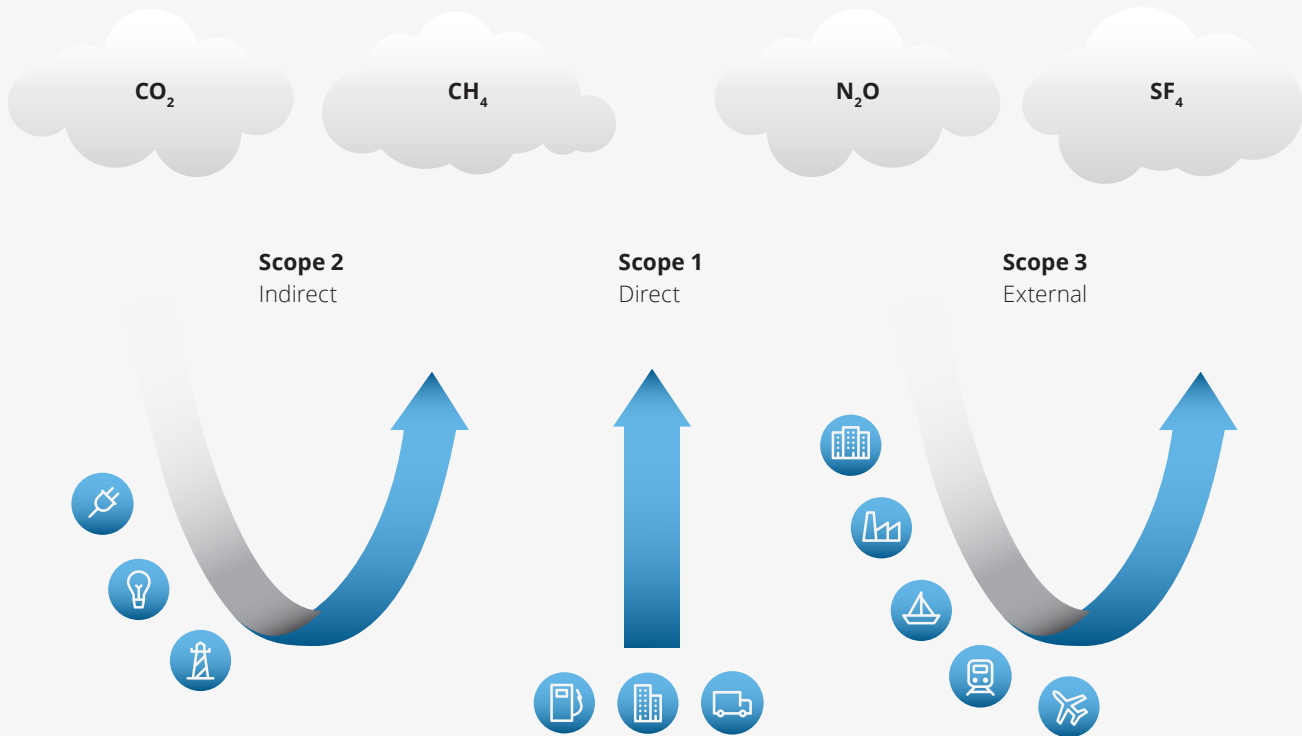 CO₂
CH₄
N₂O
SF₄
Scope 2
Indirect
Scope 1
Direct
Scope 3
External